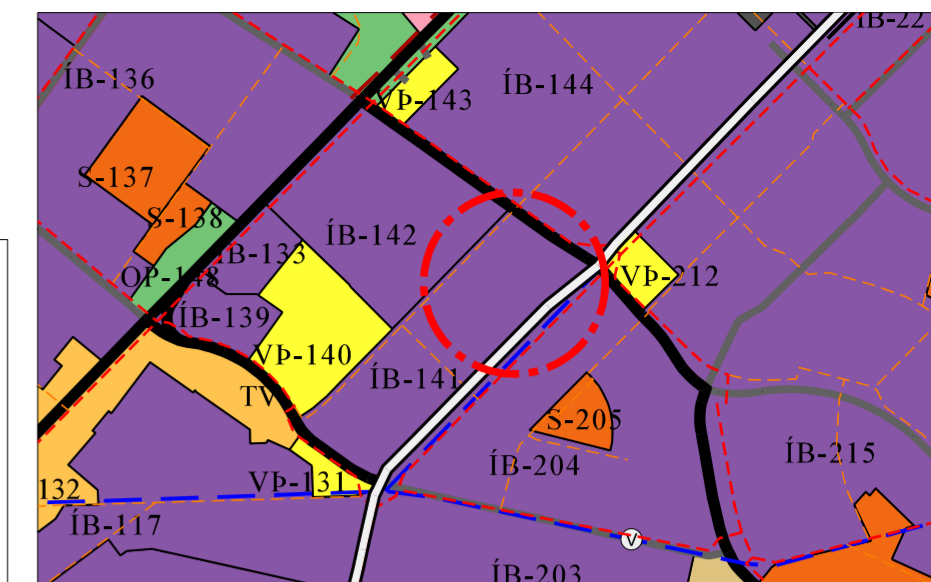 ÍB-22
ÍB-136
ÍB-144
VÞ-143
S-137
S-138
ÍB-142
ÍB-133
OP-148
VÞ-212
ÍB-139
VÞ-140
ÍB-141
TV
S-205
ÍB-204
ÍB-215
VÞ-131
132
ÍB-117
V
ÍB-203